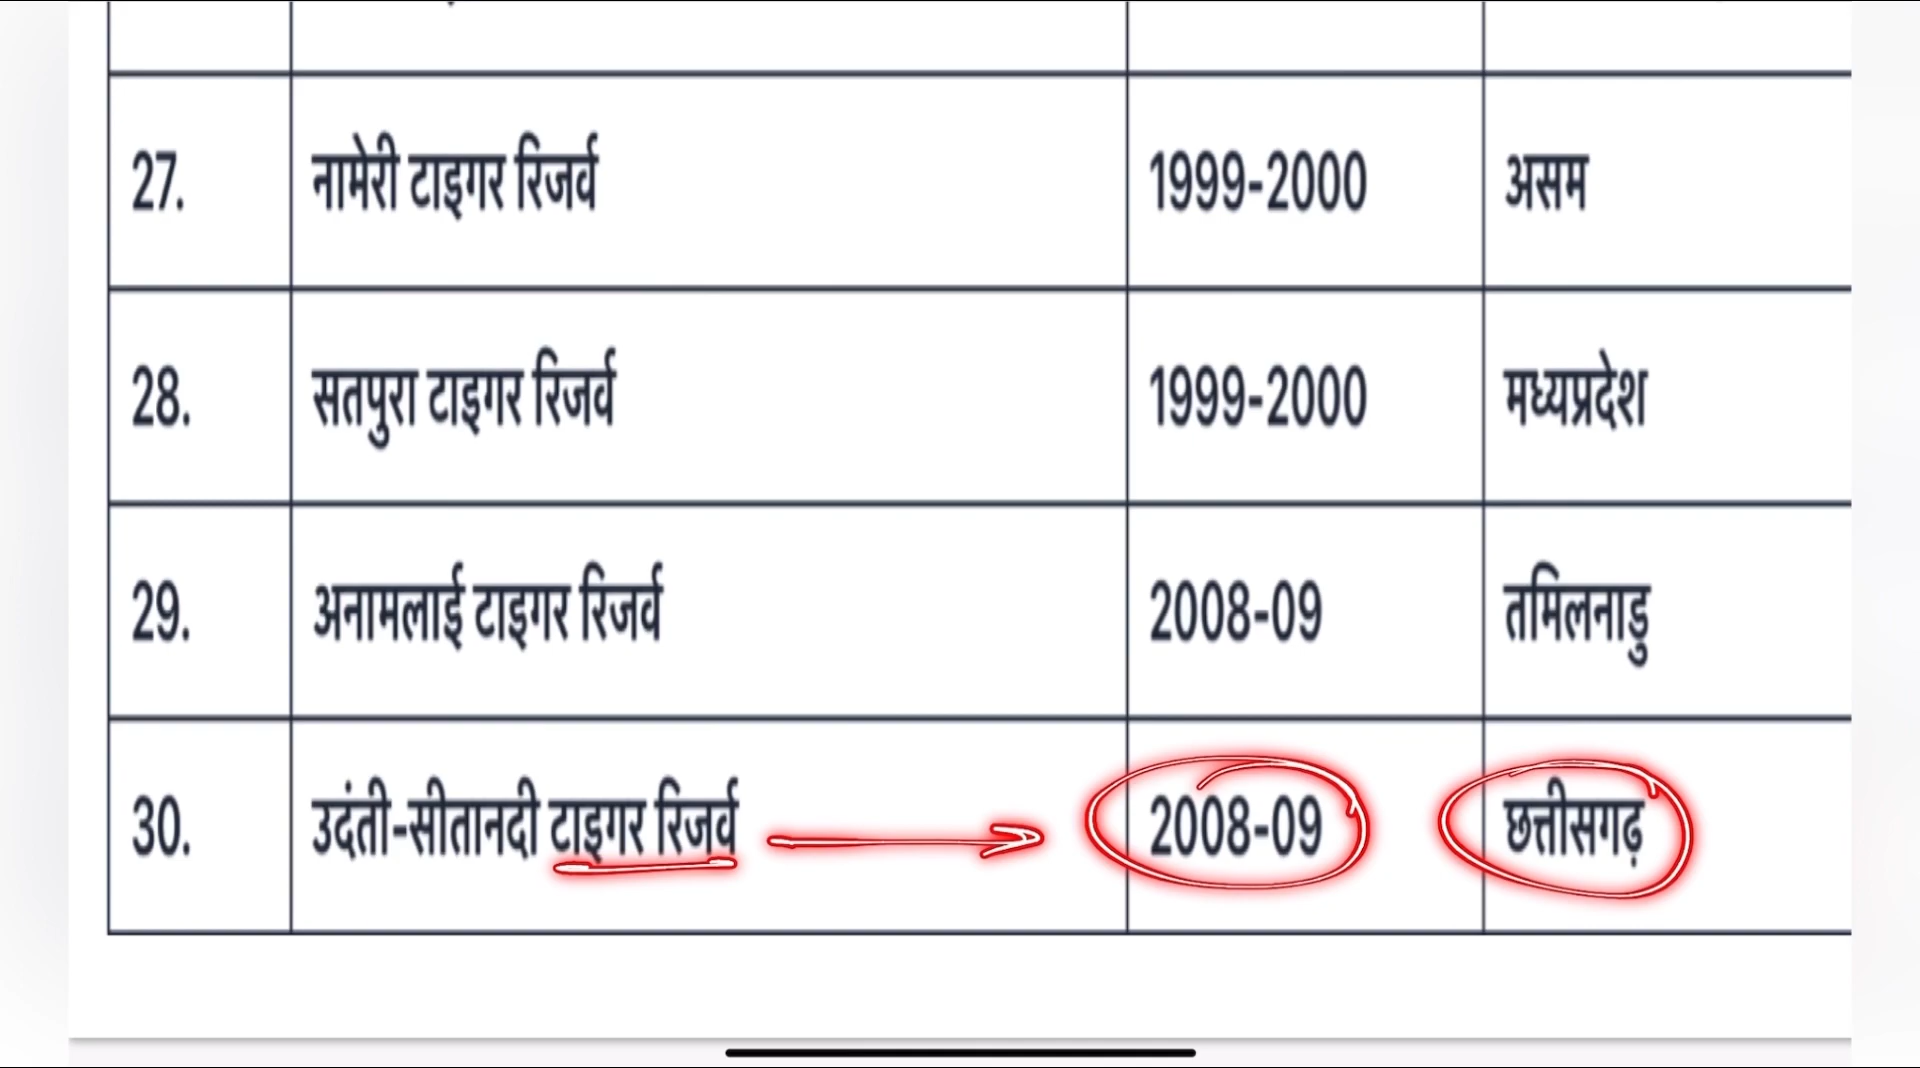 27. नामेरी टाइगर रिजर्व 1999-2000 असम
28. सतपुरा टाइगर रिजर्व 1999-2000 मध्यप्रदेश
29. अनामलाई टाइगर रिजर्व 2008-09 तमिलनाडु
30. उदंती-सीतानदी टाइगर रिजर्व 2008-09 छत्तीसगढ़